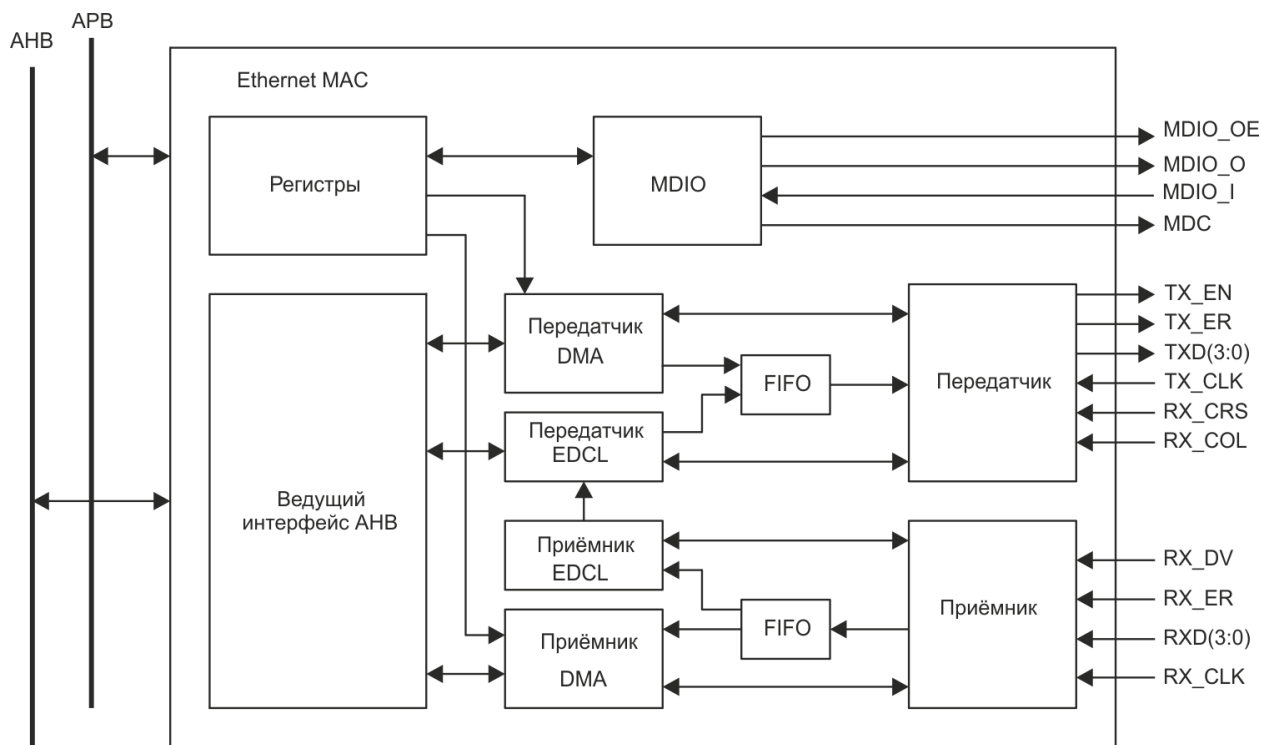 APB
AHB
Ethernet MAC
Регистры
MDIO
MDIO_OE
MDIO_O
MDIO_I
MDC
Ведущий
интерфейс AHB
Передатчик
DMA
Передатчик
EDCL
FIFO
Передатчик
TX_EN
TX_ER
TXD(3:0)
TX_CLK
RX_CRS
RX_COL
Приёмник
EDCL
Приёмник
DMA
FIFO
Приёмник
RX_DV
RX_ER
RXD(3:0)
RX_CLK